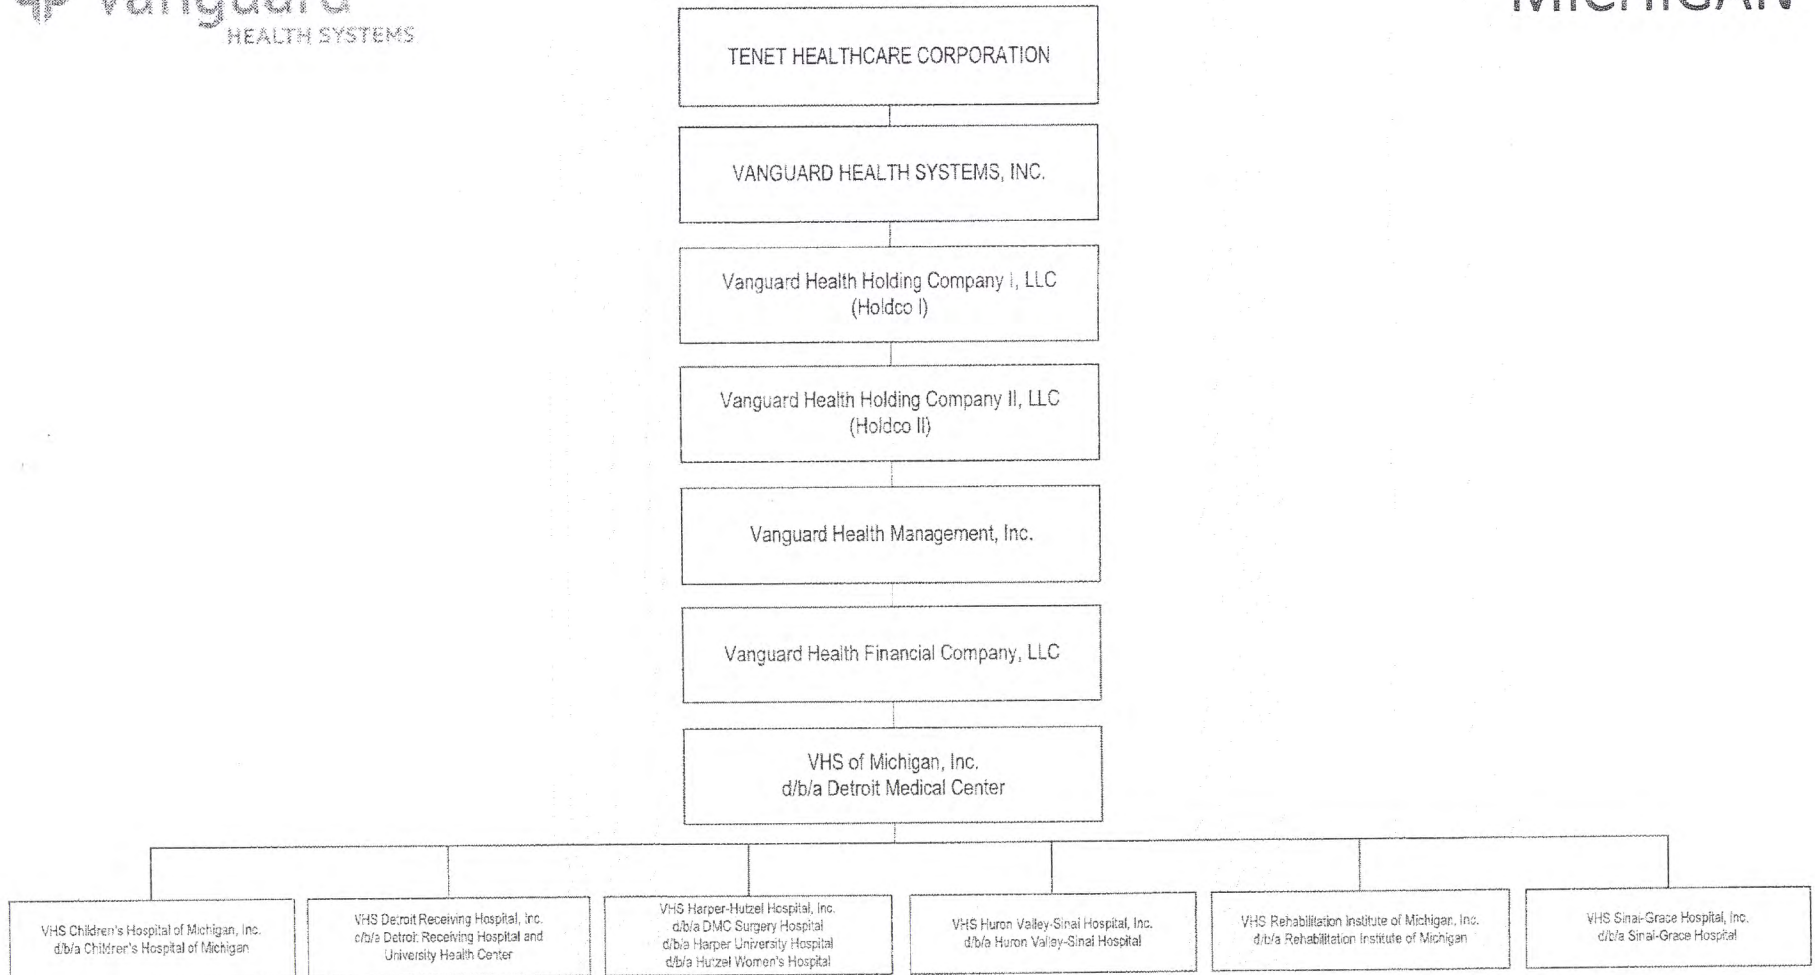 Vanguard
HEALTH SYSTEMS
MICHIGAN
TENET HEALTHCARE CORPORATION
VANGUARD HEALTH SYSTEMS, INC.
Vanguard Health Holding Company I, LLC
(Holdco I)
Vanguard Health Holding Company II, LLC
(Holdco II)
Vanguard Health Management, Inc.
Vanguard Health Financial Company, LLC
VHS of Michigan, Inc.
d/b/a Detroit Medical Center
VHS Children's Hospital of Michigan, Inc.
d/b/a Children's Hospital of Michigan
VHS Detroit Receiving Hospital, Inc.
d/b/a Detroit Receiving Hospital and
University Health Center
VHS Harper-Hutzel Hospital, Inc.
d/b/a DMC Surgery Hospital
d/b/a Harper University Hospital
d/b/a Hutzel Women's Hospital
VHS Huron Valley-Sinai Hospital, Inc.
d/b/a Huron Valley-Sinai Hospital
VHS Rehabilitation Institute of Michigan, Inc.
d/b/a Rehabilitation Institute of Michigan
VHS Sinai-Grace Hospital, Inc.
d/b/a Sinai-Grace Hospital